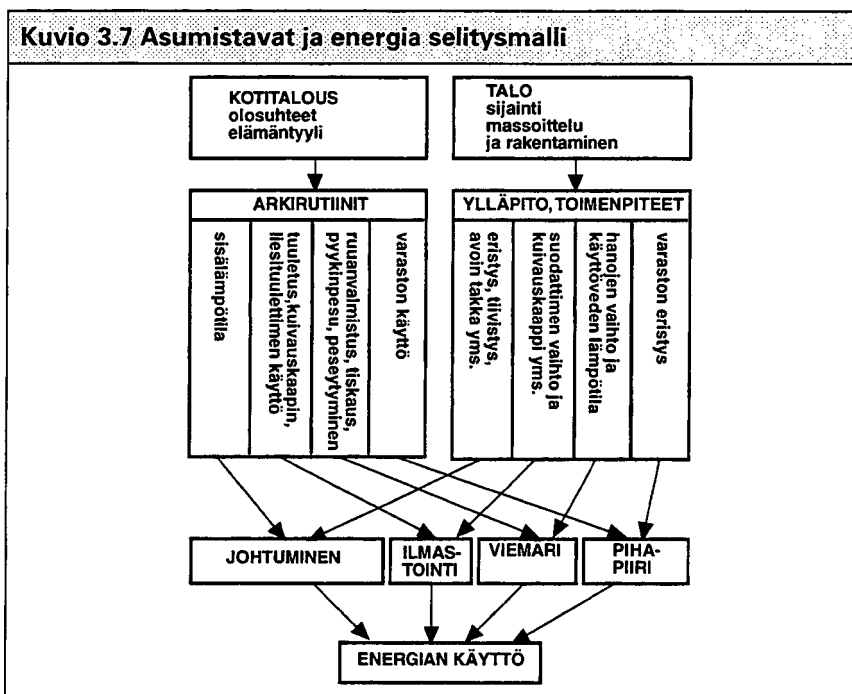 Kuvio 3.7 Asumistavat ja energia selitysmalli
KOTITALOUS
olosuhteet
elämäntyyli
TALO
sijainti
massoittelu
ja rakentaminen
ARKIRUTIINIT
sisälämpötila
tuuletus,kuivauskaapin,
liesituulettimen käyttö
ruuanvalmistus, tiskaus,
pyykinpesu, peseytyminen
varaston käyttö
YLLÄPITO, TOIMENPITEET
eristys, tiivistys,
avoin takka yms.
suodattimen vaihto ja
kuivauskaappi yms.
hanojen vaihto ja
käyttöveden lämpötila
varaston eristys
JOHTUMINEN
ILMAS-
TOINTI
VIEMARI
PIHA-
PIIRI
ENERGIAN KÄYTTÖ